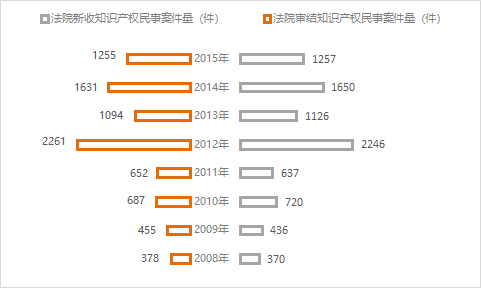 法院新收知识产权民事案件量（件） 法院审结知识产权民事案件量（件）
1255 2015年 1257
1631 2014年 1650
1094 2013年 1126
2261 2012年 2246
652 2011年 637
687 2010年 720
455 2009年 436
378 2008年 370